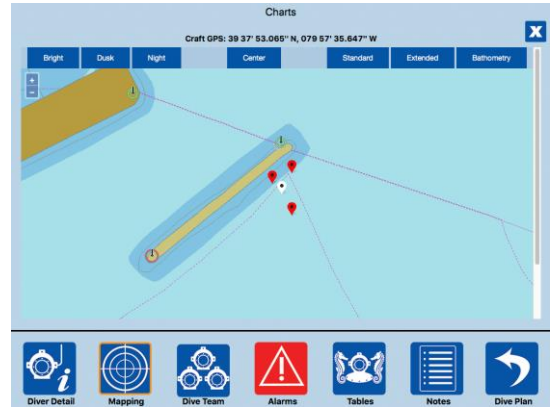 Charts
Craft GPS: 39 37' 53.065" N, 079 57' 35.647" W
X
Bright Dusk Night Center Standard Extended Bathometry
+
−
Diver Detail Mapping Dive Team Alarms Tables Notes Dive Plan